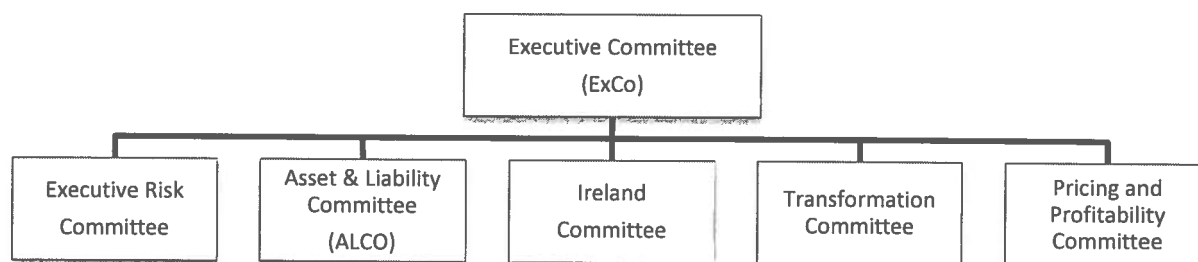 Executive Committee
(ExCo)
Executive Risk
Committee
Asset & Liability
Committee
(ALCO)
Ireland
Committee
Transformation
Committee
Pricing and
Profitability
Committee